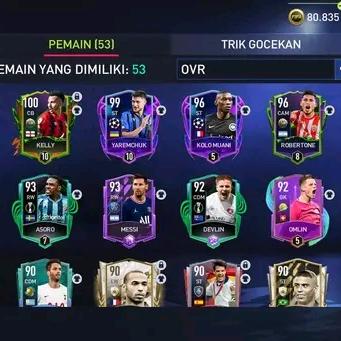 80.835
PEMAIN (53)
TRIK GOCEKAN
EMAIN YANG DIMILIKI: 53
OVR
100
CB
KELLY
10
99
ST
YAREMCHUK
10
96
ST
KOLO MUANI
5
96
CAM
ROBERTONE
8
93
RW
ASORO
7
93
RW
MESSI
92
DEVLIN
92
GK
OMLIN
5
90
90
90
ST
90
ST